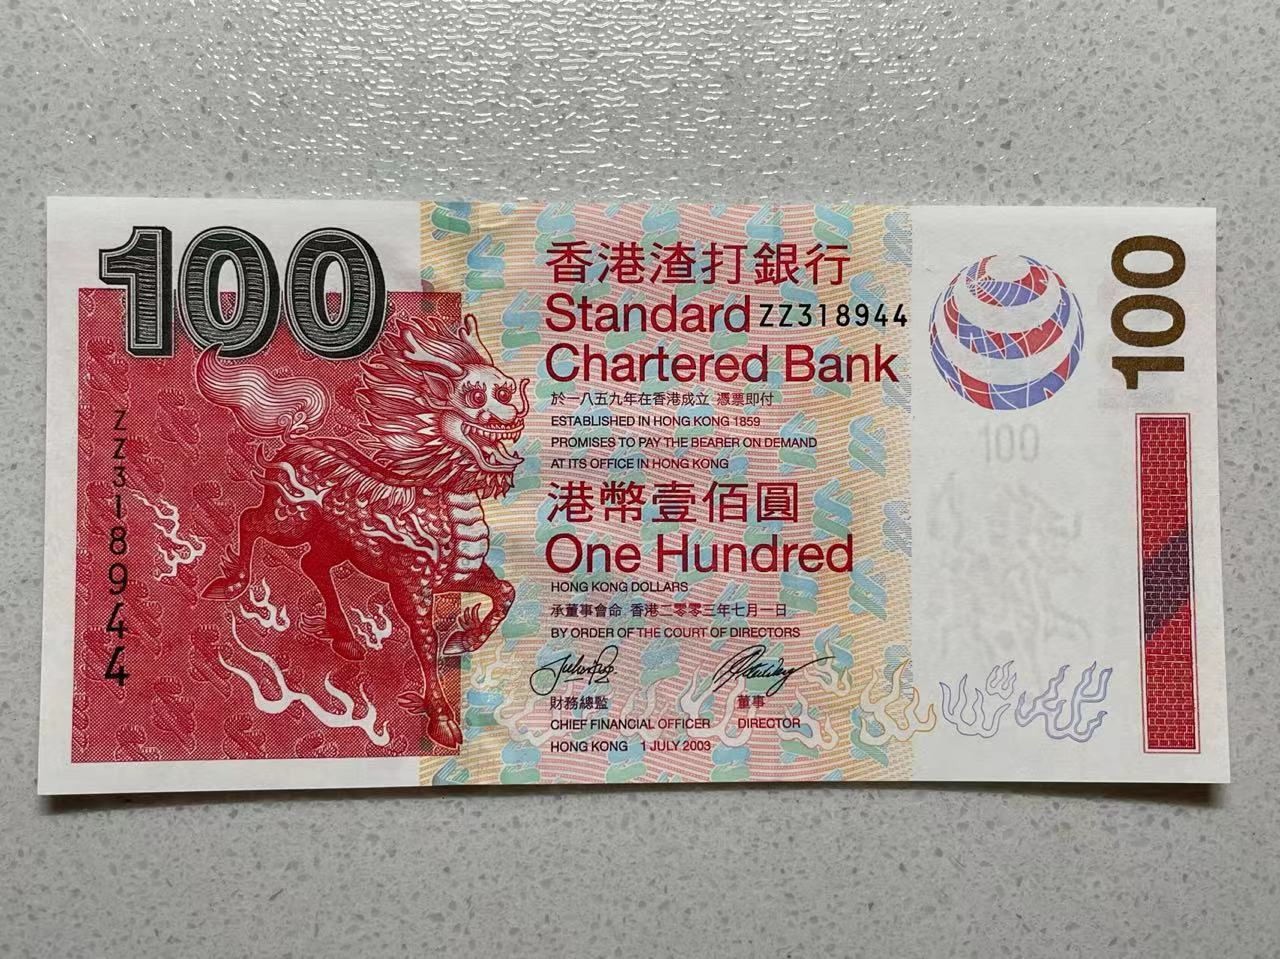 100
香港渣打銀行
Standard
ZZ318944
Chartered Bank
於一八五九年在香港成立 憑票即付
ESTABLISHED IN HONG KONG 1859
PROMISES TO PAY THE BEARER ON DEMAND
AT ITS OFFICE IN HONG KONG
港幣壹佰圓
One Hundred
HONG KONG DOLLARS
承董事會命 香港二零零三年七月一日
BY ORDER OF THE COURT OF DIRECTORS
財務總監 董事
CHIEF FINANCIAL OFFICER DIRECTOR
HONG KONG 1 JULY 2003
ZZ318944
100
100